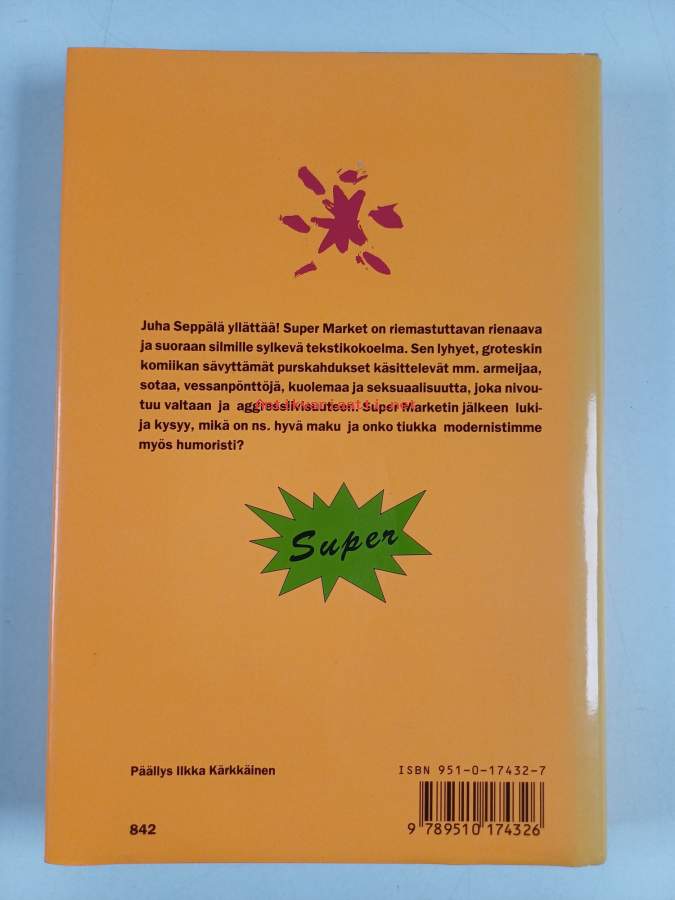 Juha Seppälä yllättää! Super Market on riemastuttavan rienaava
ja suoraan silmille sylkevä tekstikokoelma. Sen lyhyet, groteskin
komiikan sävyttämät purskahdukset käsittelevät mm. armeijaa,
sotaa, vessanpönttöjä, kuolemaa ja seksuaalisuutta, joka nivou-
tuu valtaan ja aggressiivisuuteen. Super Marketin jälkeen luki-
ja kysyy, mikä on ns. hyvä maku ja onko tiukka modernistimme
myös humoristi?
Antikvariaatti.net
Super
Päällys Ilkka Kärkkäinen
ISBN 951-0-17432-7
842
9 789510 174326